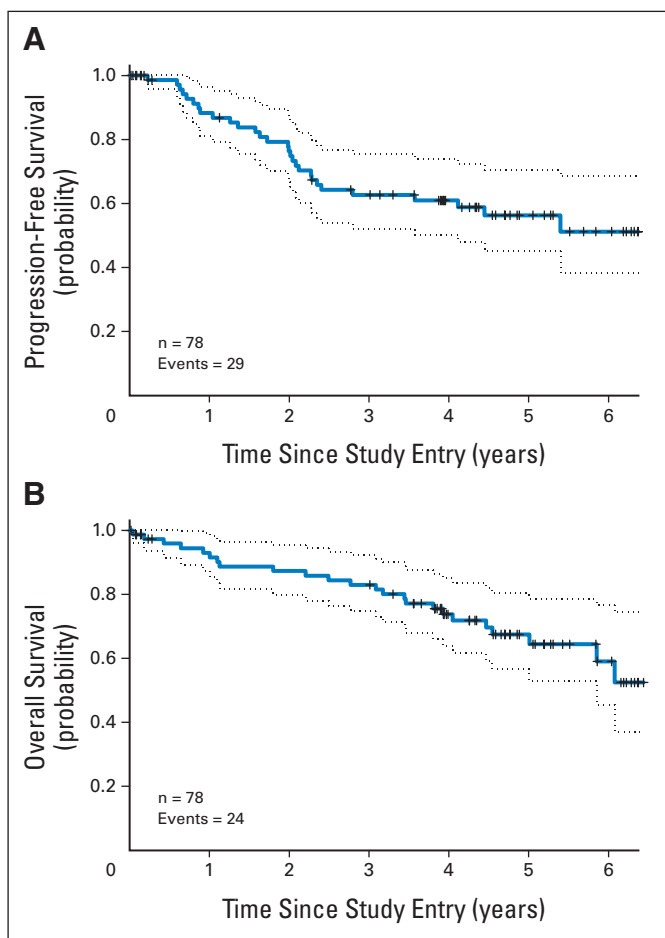 A
1.0
0.8
0.6
0.4
0.2
Progression-Free Survival
(probability)
n = 78
Events = 29
0 1 2 3 4 5 6
Time Since Study Entry (years)
B
1.0
0.8
0.6
0.4
0.2
Overall Survival
(probability)
n = 78
Events = 24
0 1 2 3 4 5 6
Time Since Study Entry (years)